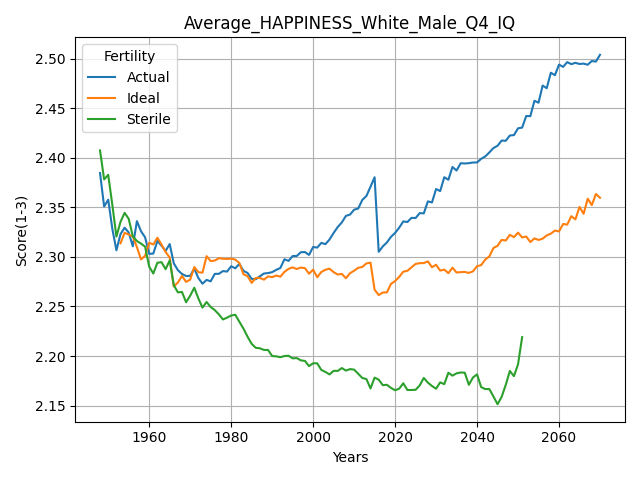 Average_HAPPINESS_White_Male_Q4_IQ
Score(1-3)
2.50
2.45
2.40
2.35
2.30
2.25
2.20
2.15
Fertility
Actual
Ideal
Sterile
1960 1980 2000 2020 2040 2060
Years